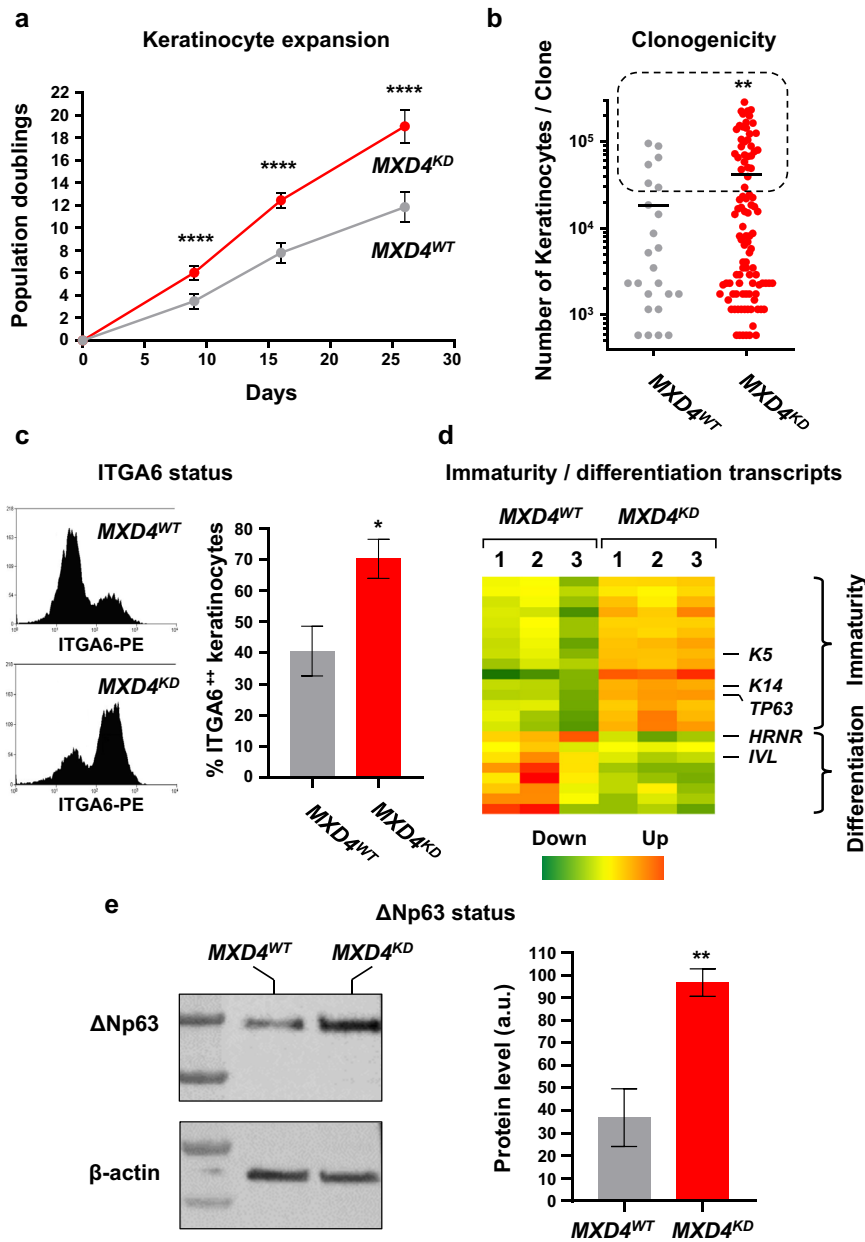 a
Keratinocyte expansion
Population doublings
22
20
18
16
14
12
10
8
6
4
2
0
0 5 10 15 20 25 30
Days
**** **** ****
MXD4KD
MXD4WT
b
Clonogenicity
Number of Keratinocytes / Clone
10⁵
10⁴
10³
**
MXD4WT MXD4KD
c
ITGA6 status
MXD4WT
ITGA6-PE
MXD4KD
ITGA6-PE
% ITGA6++ keratinocytes
80
70
60
50
40
30
20
10
0
*
MXD4WT MXD4KD
d
Immaturity / differentiation transcripts
MXD4WT MXD4KD
1 2 3 1 2 3
K5
K14
TP63
HRNR
IVL
Immaturity
Differentiation
Down Up
e
ΔNp63 status
MXD4WT MXD4KD
ΔNp63
β-actin
Protein level (a.u.)
110
100
90
80
70
60
50
40
30
20
10
0
**
MXD4WT MXD4KD